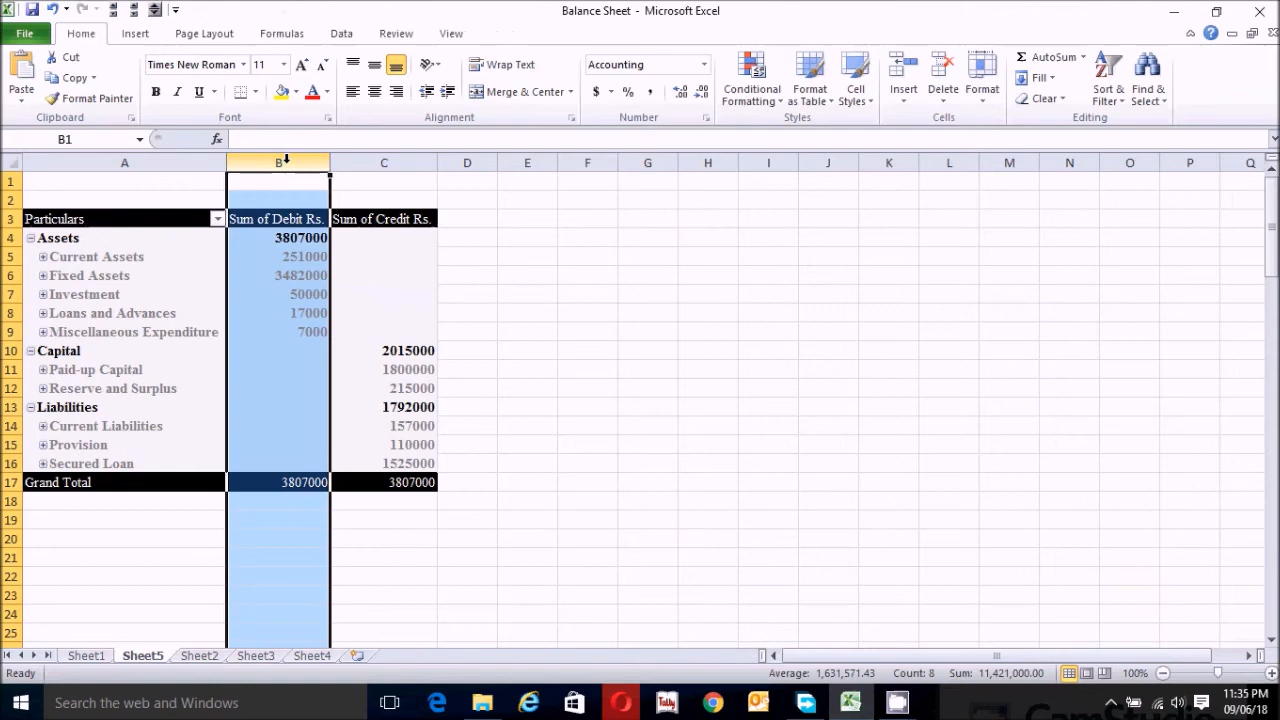 Balance Sheet - Microsoft Excel
File Home Insert Page Layout Formulas Data Review View
Paste
Cut
Copy
Format Painter
Clipboard
Times New Roman 11 A A
B I U A
Font
Wrap Text
Merge & Center
Alignment
Accounting
$ % ,
Number
Conditional Formatting
Format as Table
Cell Styles
Styles
Insert Delete Format
Cells
Σ AutoSum
Fill
Clear
Sort & Filter
Find & Select
Editing
B1 fx
A B C D E F G H I J K L M N O P Q
1
2
3 Particulars Sum of Debit Rs. Sum of Credit Rs.
4 Assets 3807000
5 Current Assets 251000
6 Fixed Assets 3482000
7 Investment 50000
8 Loans and Advances 17000
9 Miscellaneous Expenditure 7000
10 Capital 2015000
11 Paid-up Capital 1800000
12 Reserve and Surplus 215000
13 Liabilities 1792000
14 Current Liabilities 157000
15 Provision 110000
16 Secured Loan 1525000
17 Grand Total 3807000 3807000
18
19
20
21
22
23
24
25
Sheet1 Sheet5 Sheet2 Sheet3 Sheet4
Ready Average: 1,631,571.43 Count: 8 Sum: 11,421,000.00 100%
Search the web and Windows
Tally
11:35 PM
09/06/18